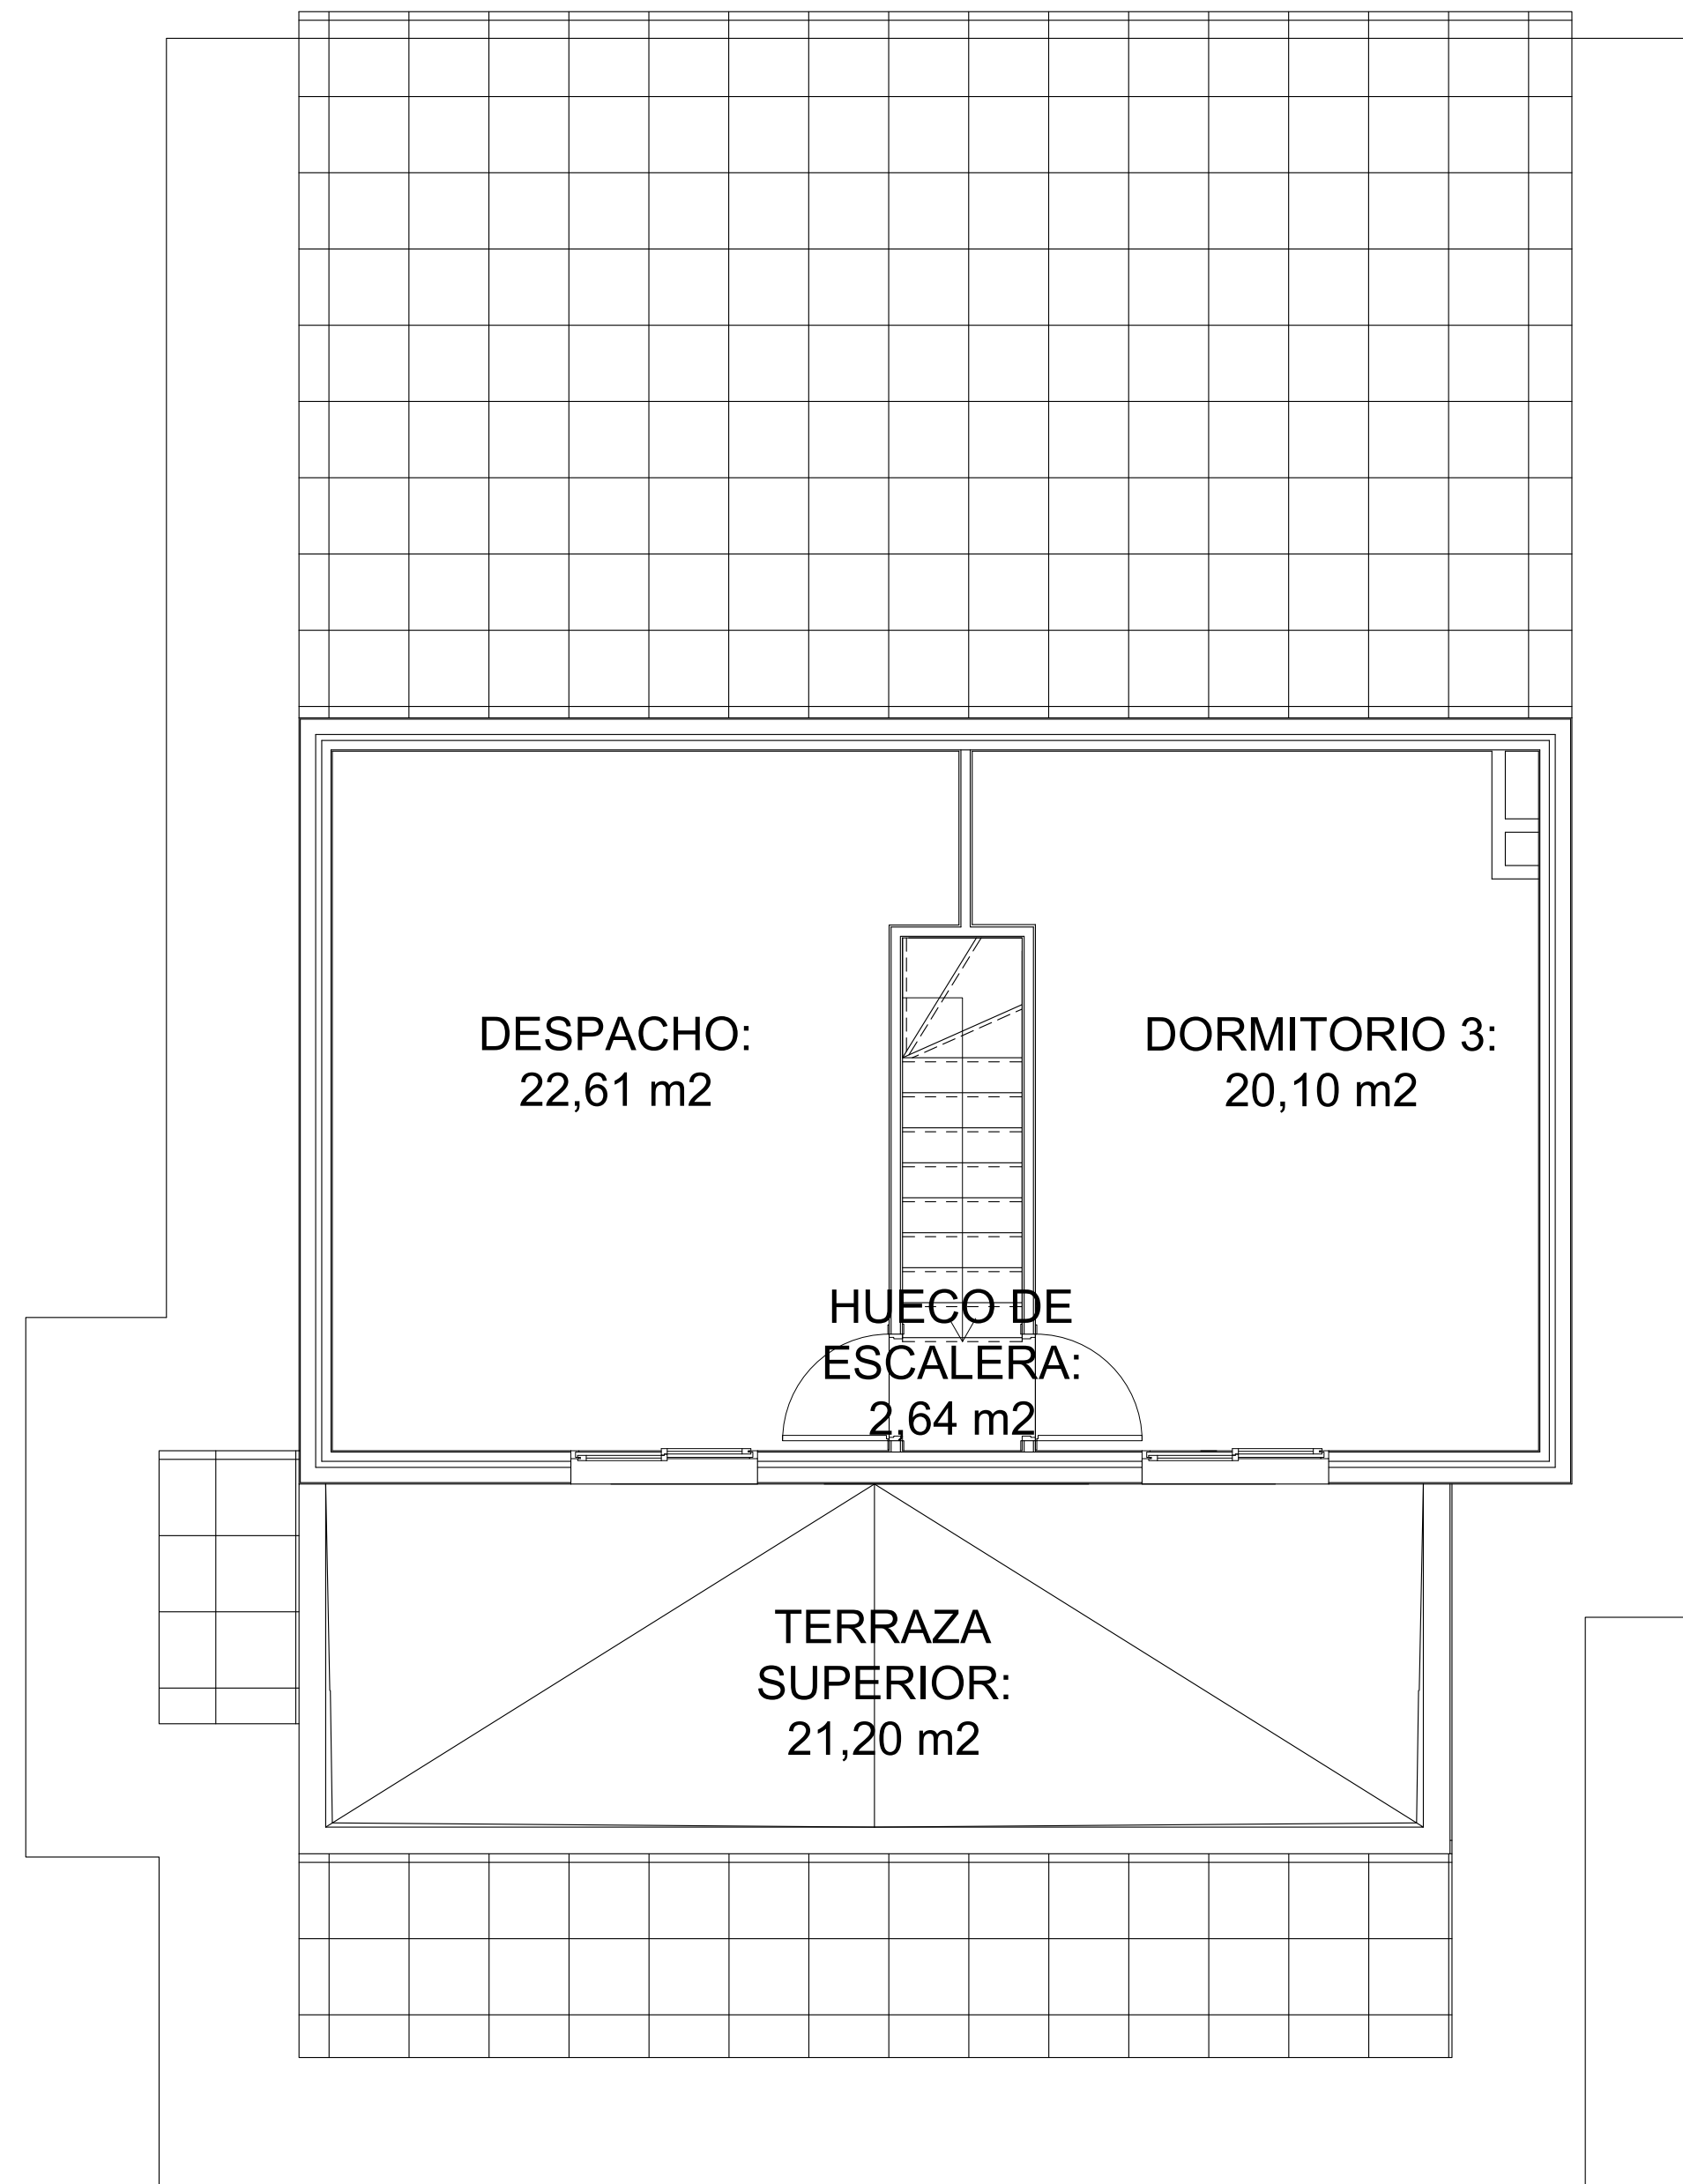 DESPACHO:
22,61 m2
DORMITORIO 3:
20,10 m2
HUECO DE
ESCALERA:
2,64 m2
TERRAZA
SUPERIOR:
21,20 m2